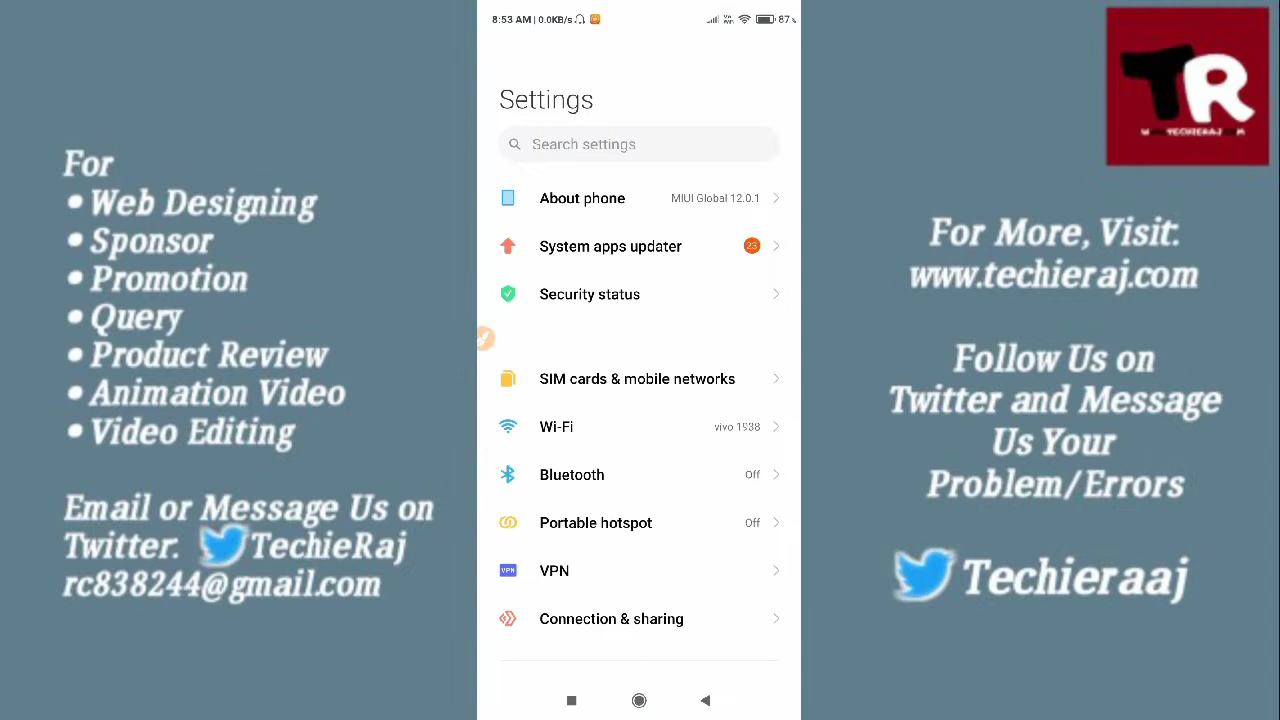 For
• Web Designing
• Sponsor
• Promotion
• Query
• Product Review
• Animation Video
• Video Editing
Email or Message Us on
Twitter. TechieRaj
rc838244@gmail.com
8:53 AM | 0.0KB/s
87%
Settings
Search settings
About phone MIUI Global 12.0.1
System apps updater 23
Security status
SIM cards & mobile networks
Wi-Fi vivo 1938
Bluetooth Off
Portable hotspot Off
VPN VPN
Connection & sharing
TR
For More, Visit:
www.techieraj.com
Follow Us on
Twitter and Message
Us Your
Problem/Errors
Techieraaj